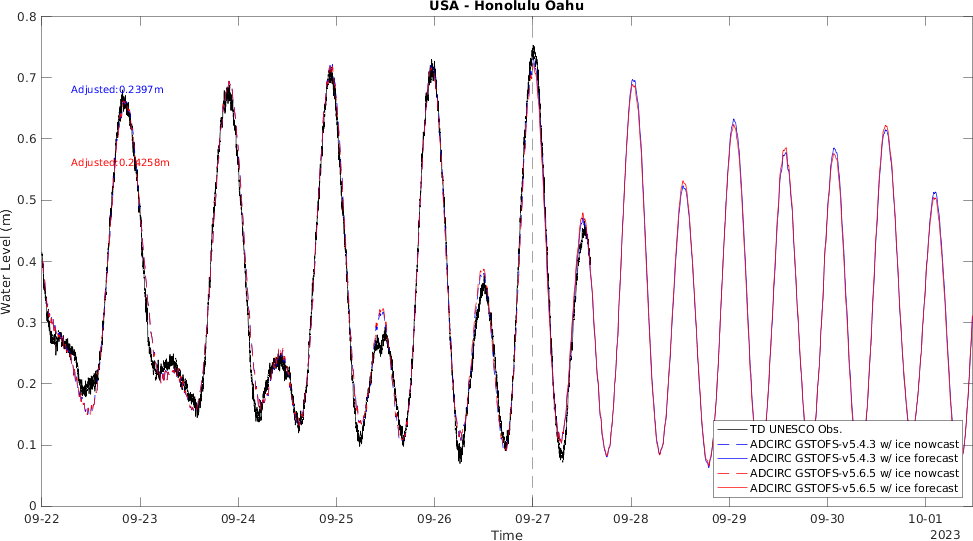 USA - Honolulu Oahu
0.8
0.7
0.6
0.5
0.4
0.3
0.2
0.1
0
Water Level (m)
Adjusted:0.2397m
Adjusted:0.24258m
TD UNESCO Obs.
ADCIRC GSTOFS-v5.4.3 w/ ice nowcast
ADCIRC GSTOFS-v5.4.3 w/ ice forecast
ADCIRC GSTOFS-v5.6.5 w/ ice nowcast
ADCIRC GSTOFS-v5.6.5 w/ ice forecast
09-22 09-23 09-24 09-25 09-26 09-27 09-28 09-29 09-30 10-01
Time
2023